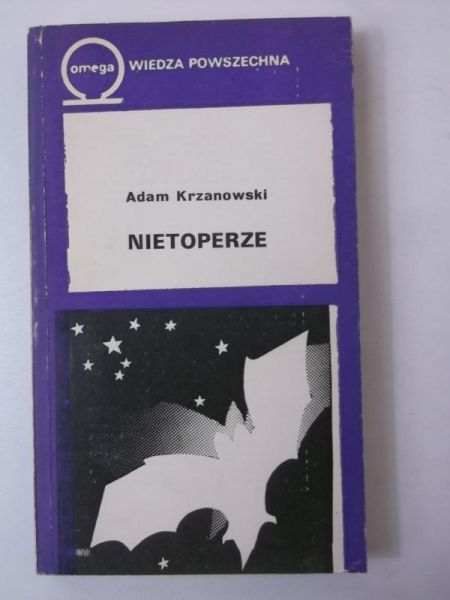 omega
WIEDZA POWSZECHNA
Adam Krzanowski
NIETOPERZE